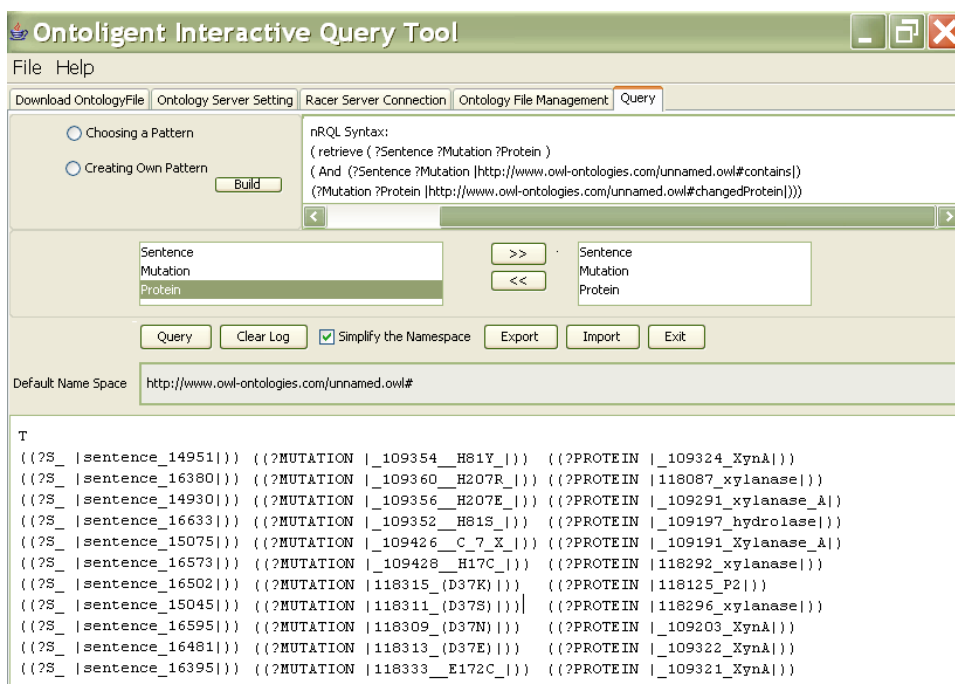 Ontoligent Interactive Query Tool
File Help
Download OntologyFile Ontology Server Setting Racer Server Connection Ontology File Management Query
Choosing a Pattern
Creating Own Pattern
Build
nRQL Syntax:
( retrieve ( ?Sentence ?Mutation ?Protein )
( And (?Sentence ?Mutation |http://www.owl-ontologies.com/unnamed.owl#contains|)
(?Mutation ?Protein |http://www.owl-ontologies.com/unnamed.owl#changedProtein|)))
Sentence
Mutation
Protein
>>
<<
Sentence
Mutation
Protein
Query Clear Log Simplify the Namespace Export Import Exit
Default Name Space http://www.owl-ontologies.com/unnamed.owl#
T
((?S_ |sentence_14951|)) ((?MUTATION |_109354__H81Y_|)) ((?PROTEIN |_109324_XynA|))
((?S_ |sentence_16380|)) ((?MUTATION |_109360__H207R_|)) ((?PROTEIN |118087_xylanase|))
((?S_ |sentence_14930|)) ((?MUTATION |_109356__H207E_|)) ((?PROTEIN |_109291_xylanase_A|)
((?S_ |sentence_16633|)) ((?MUTATION |_109352__H81S_|)) ((?PROTEIN |_109197_hydrolase|))
((?S_ |sentence_15075|)) ((?MUTATION |_109426__C_7_X_|)) ((?PROTEIN |_109191_Xylanase_A|)
((?S_ |sentence_16573|)) ((?MUTATION |_109428__H17C_|)) ((?PROTEIN |118292_xylanase|))
((?S_ |sentence_16502|)) ((?MUTATION |118315_(D37K)|)) ((?PROTEIN |118125_P2|))
((?S_ |sentence_15045|)) ((?MUTATION |118311_(D37S)|)) ((?PROTEIN |118296_xylanase|))
((?S_ |sentence_16595|)) ((?MUTATION |118309_(D37N)|)) ((?PROTEIN |_109203_XynA|))
((?S_ |sentence_16481|)) ((?MUTATION |118313_(D37E)|)) ((?PROTEIN |_109322_XynA|))
((?S_ |sentence_16395|)) ((?MUTATION |118333__E172C_|)) ((?PROTEIN |_109321_XynA|))